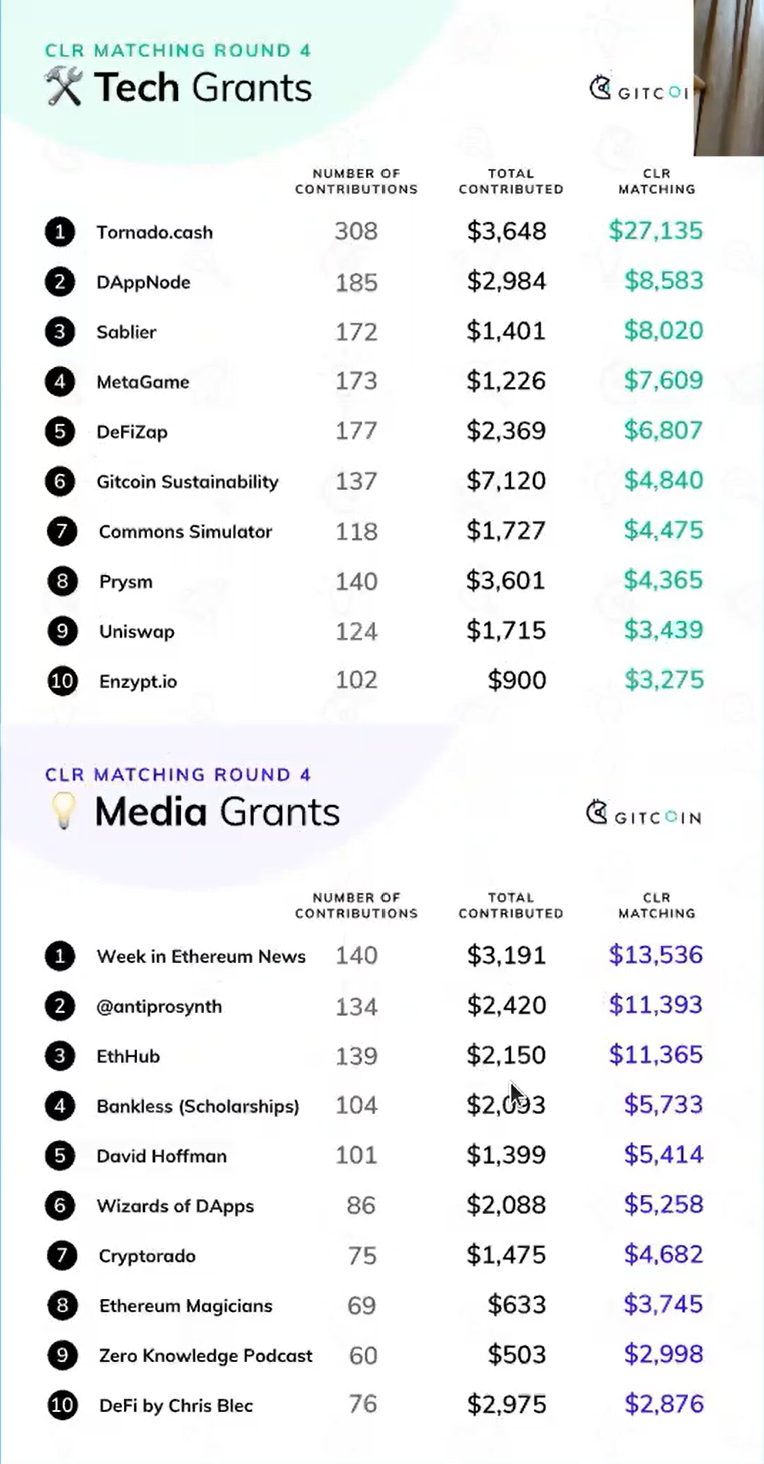 CLR MATCHING ROUND 4
Tech Grants
GITCOI
NUMBER OF CONTRIBUTIONS TOTAL CONTRIBUTED CLR MATCHING
1 Tornado.cash 308 $3,648 $27,135
2 DAppNode 185 $2,984 $8,583
3 Sablier 172 $1,401 $8,020
4 MetaGame 173 $1,226 $7,609
5 DeFiZap 177 $2,369 $6,807
6 Gitcoin Sustainability 137 $7,120 $4,840
7 Commons Simulator 118 $1,727 $4,475
8 Prysm 140 $3,601 $4,365
9 Uniswap 124 $1,715 $3,439
10 Enzypt.io 102 $900 $3,275
CLR MATCHING ROUND 4
Media Grants
GITCOIN
NUMBER OF CONTRIBUTIONS TOTAL CONTRIBUTED CLR MATCHING
1 Week in Ethereum News 140 $3,191 $13,536
2 @antiprosynth 134 $2,420 $11,393
3 EthHub 139 $2,150 $11,365
4 Bankless (Scholarships) 104 $2,093 $5,733
5 David Hoffman 101 $1,399 $5,414
6 Wizards of DApps 86 $2,088 $5,258
7 Cryptorado 75 $1,475 $4,682
8 Ethereum Magicians 69 $633 $3,745
9 Zero Knowledge Podcast 60 $503 $2,998
10 DeFi by Chris Blec 76 $2,975 $2,876